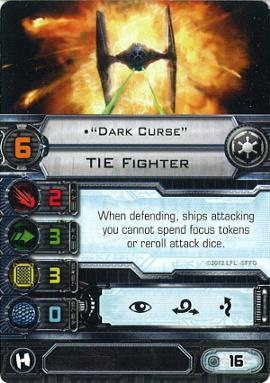 •“DARK CURSE”
6
TIE FIGHTER
2
3
When defending, ships attacking
you cannot spend focus tokens
or reroll attack dice.
©2012 LFL ©FFG
3
0
16